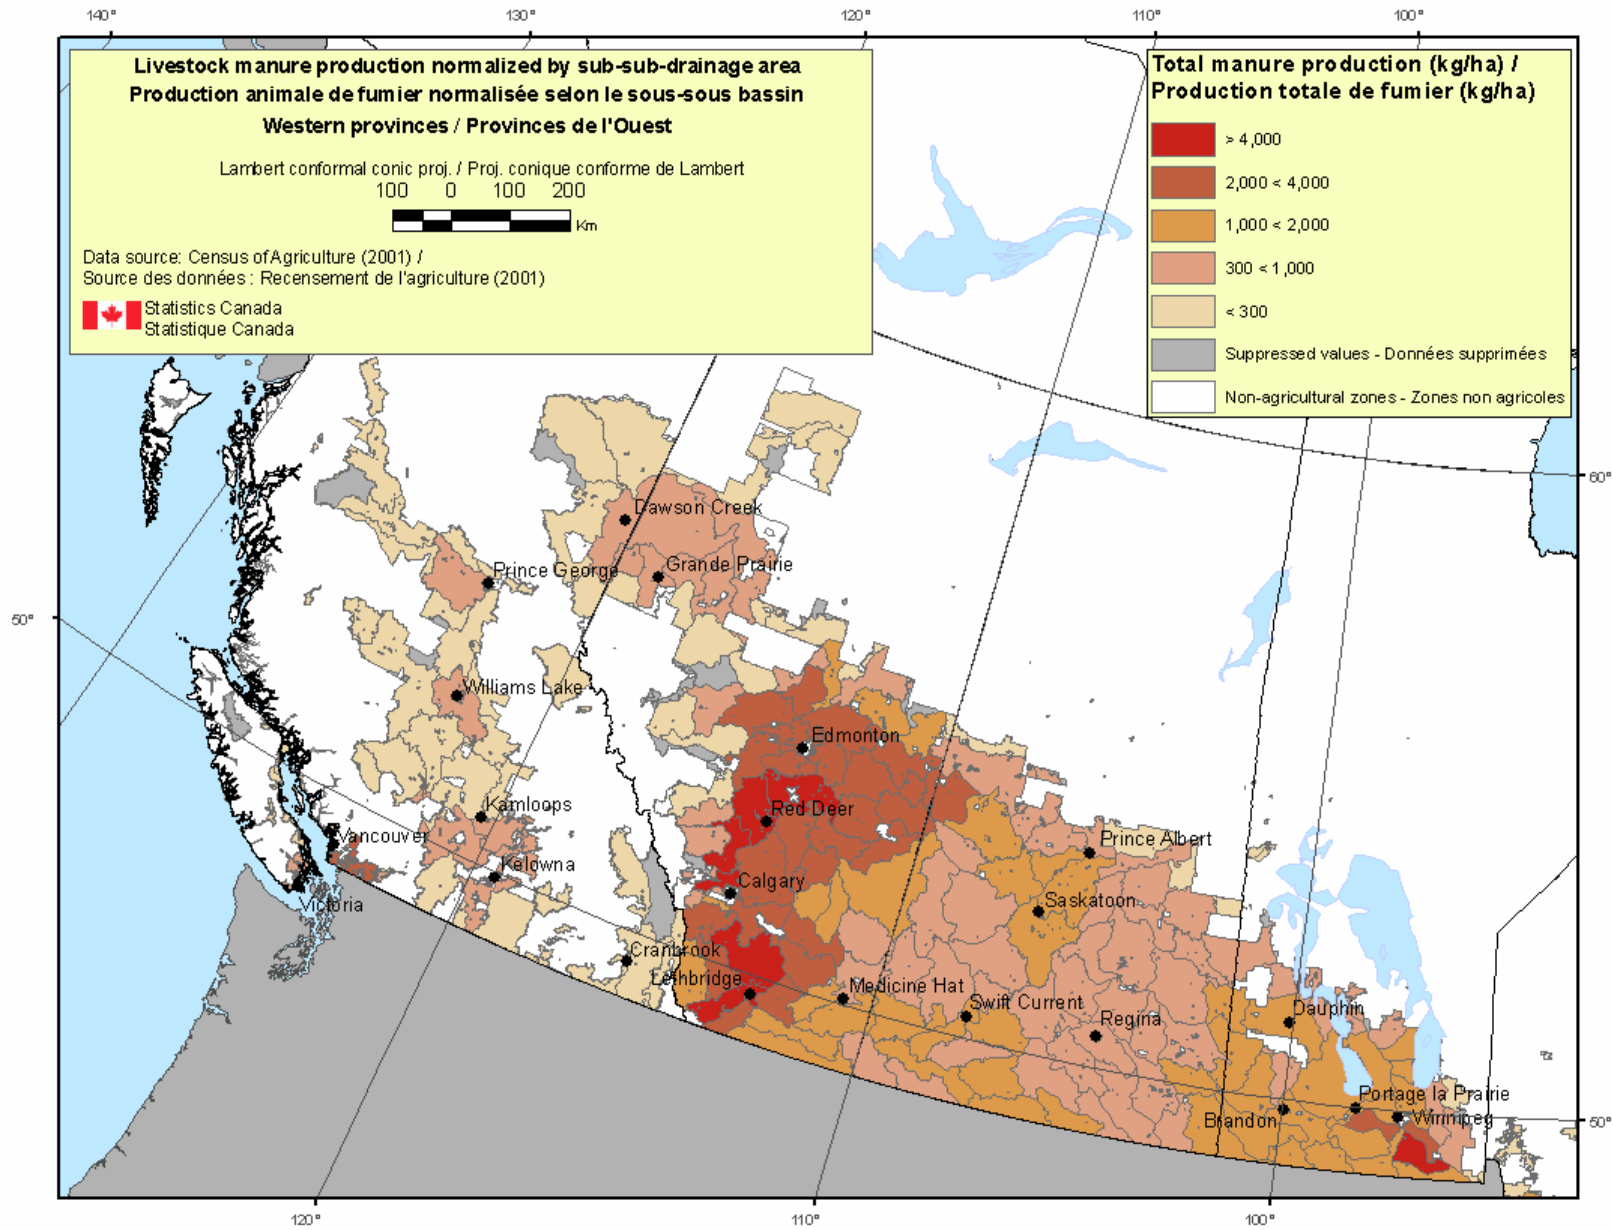 140°
130°
120°
110°
100°
Livestock manure production normalized by sub-sub-drainage area
Production animale de fumier normalisée selon le sous-sous bassin
Western provinces / Provinces de l'Ouest
Lambert conformal conic proj. / Proj. conique conforme de Lambert
100 0 100 200
Km
Data source: Census of Agriculture (2001) /
Source des données : Recensement de l'agriculture (2001)
Statistics Canada
Statistique Canada
Total manure production (kg/ha) /
Production totale de fumier (kg/ha)
> 4,000
2,000 < 4,000
1,000 < 2,000
300 < 1,000
< 300
Suppressed values - Données supprimées
Non-agricultural zones - Zones non agricoles
60°
Dawson Creek
Grande Prairie
Prince George
50°
Williams Lake
Edmonton
Kamloops
Red Deer
Vancouver
Prince Albert
Kelowna
Calgary
Victoria
Saskatoon
Cranbrook
Lethbridge
Medicine Hat
Swift Current
Dauphin
Regina
Portage la Prairie
Brandon
Winnipeg
50°
120°
110°
100°